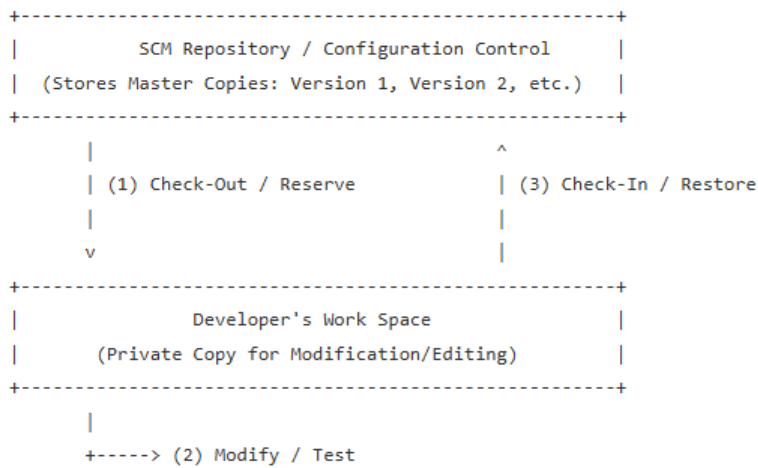 SCM Repository / Configuration Control
(Stores Master Copies: Version 1, Version 2, etc.)
(1) Check-Out / Reserve
(3) Check-In / Restore
Developer's Work Space
(Private Copy for Modification/Editing)
(2) Modify / Test